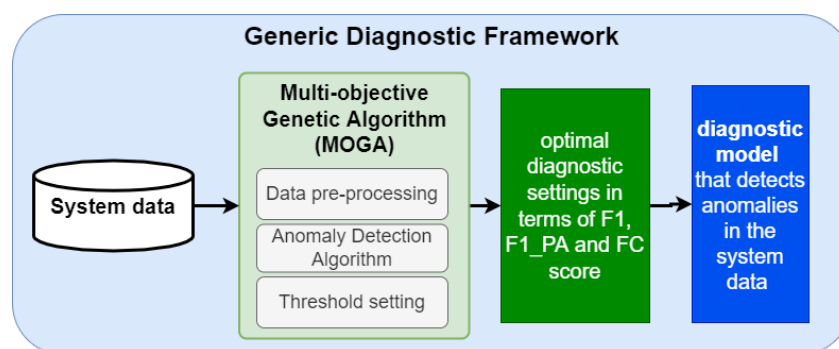 Generic Diagnostic Framework
System data
Multi-objective
Genetic Algorithm
(MOGA)
Data pre-processing
Anomaly Detection
Algorithm
Threshold setting
optimal
diagnostic
settings in
terms of F1,
F1_PA and FC
score
diagnostic
model
that detects
anomalies
in the
system
data